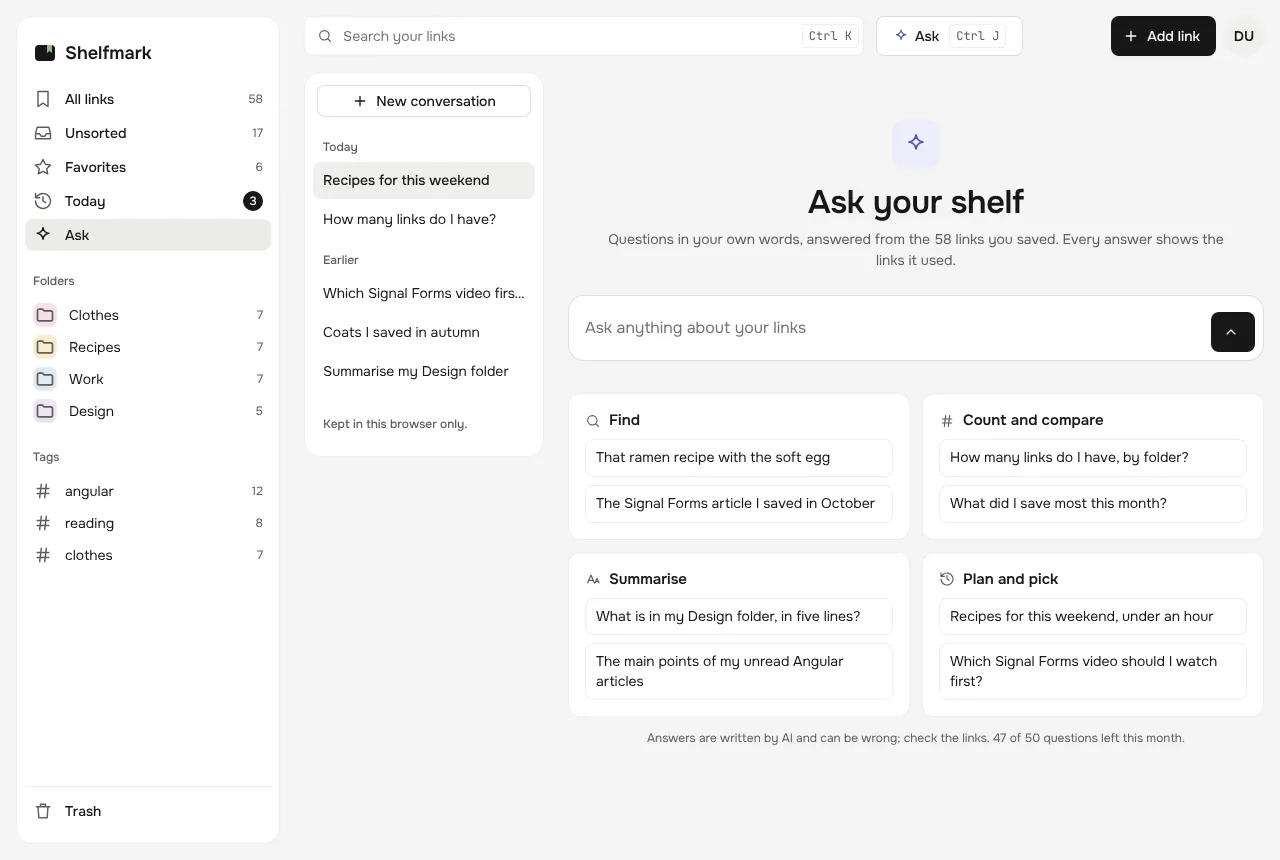 Shelfmark
All links 58
Unsorted 17
Favorites 6
Today 3
Ask
Folders
Clothes 7
Recipes 7
Work 7
Design 5
Tags
angular 12
reading 8
clothes 7
Trash
Search your links Ctrl K
Ask Ctrl J
Add link
DU
New conversation
Today
Recipes for this weekend
How many links do I have?
Earlier
Which Signal Forms video firs...
Coats I saved in autumn
Summarise my Design folder
Kept in this browser only.
Ask your shelf
Questions in your own words, answered from the 58 links you saved. Every answer shows the
links it used.
Ask anything about your links
Find
That ramen recipe with the soft egg
The Signal Forms article I saved in October
Count and compare
How many links do I have, by folder?
What did I save most this month?
Summarise
What is in my Design folder, in five lines?
The main points of my unread Angular
articles
Plan and pick
Recipes for this weekend, under an hour
Which Signal Forms video should I watch
first?
Answers are written by AI and can be wrong; check the links. 47 of 50 questions left this month.